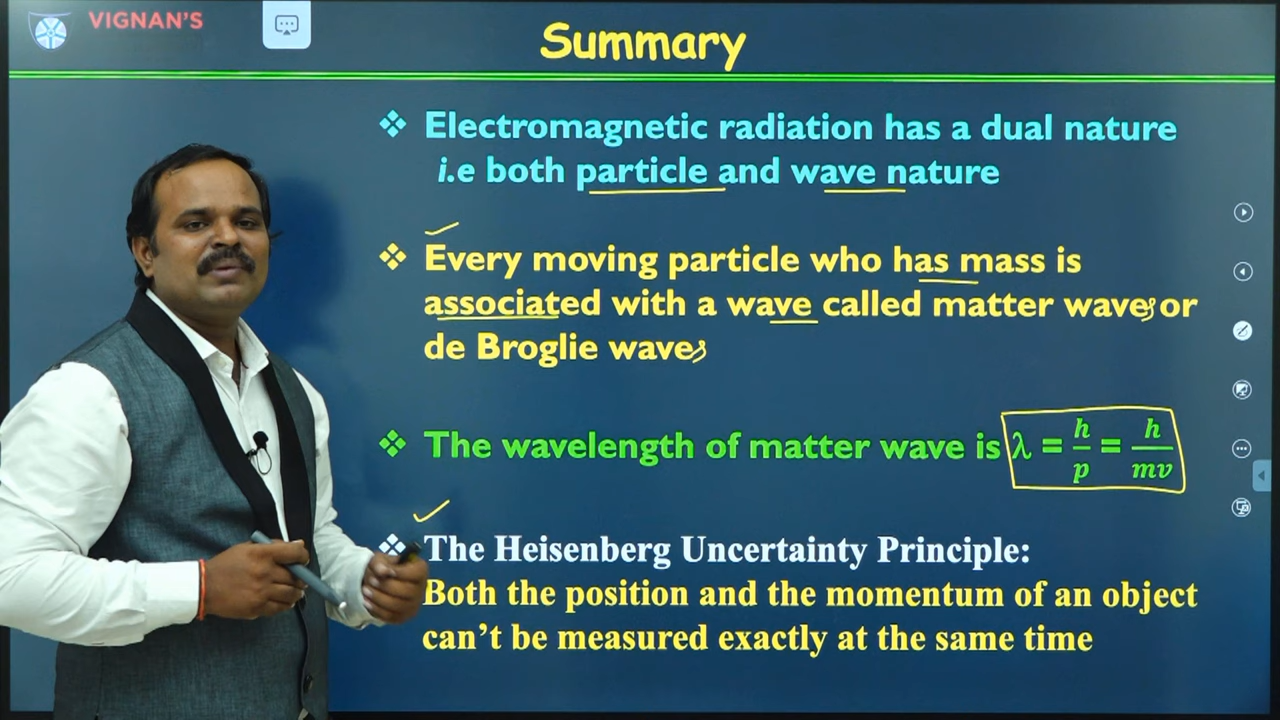 VIGNAN'S
Summary
❖ Electromagnetic radiation has a dual nature
i.e both particle and wave nature
❖ Every moving particle who has mass is
associated with a wave called matter waves or
de Broglie waves
❖ The wavelength of matter wave is λ = h/p = h/mv
❖ The Heisenberg Uncertainty Principle:
Both the position and the momentum of an object
can't be measured exactly at the same time